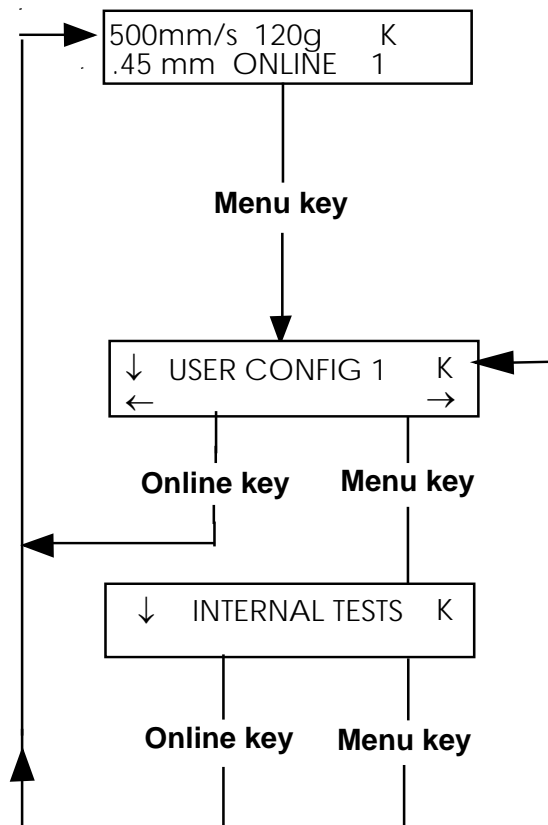 500mm/s 120g K
.45 mm ONLINE 1
Menu key
↓ USER CONFIG 1 K
← →
Online key Menu key
↓ INTERNAL TESTS K
Online key Menu key